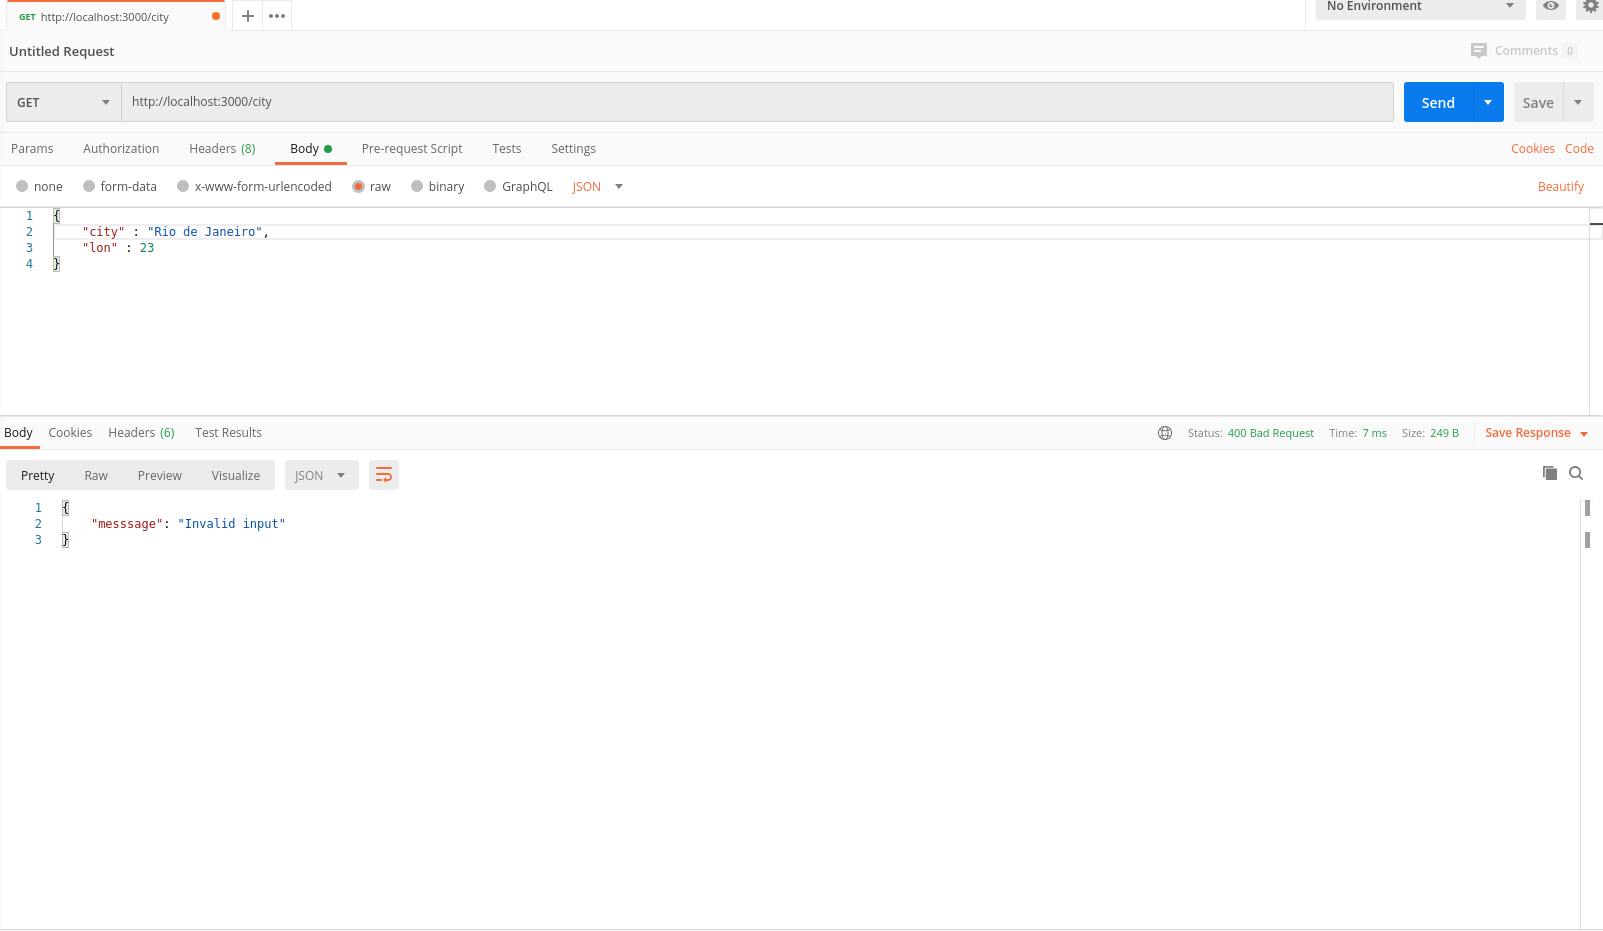 GET http://localhost:3000/city
No Environment
Untitled Request
Comments 0
GET http://localhost:3000/city Send Save
Params Authorization Headers (8) Body Pre-request Script Tests Settings Cookies Code
none form-data x-www-form-urlencoded raw binary GraphQL JSON Beautify
1 {
2 "city" : "Rio de Janeiro",
3 "lon" : 23
4 }
Body Cookies Headers (6) Test Results Status: 400 Bad Request Time: 7 ms Size: 249 B Save Response
Pretty Raw Preview Visualize JSON
1 {
2 "messsage": "Invalid input"
3 }